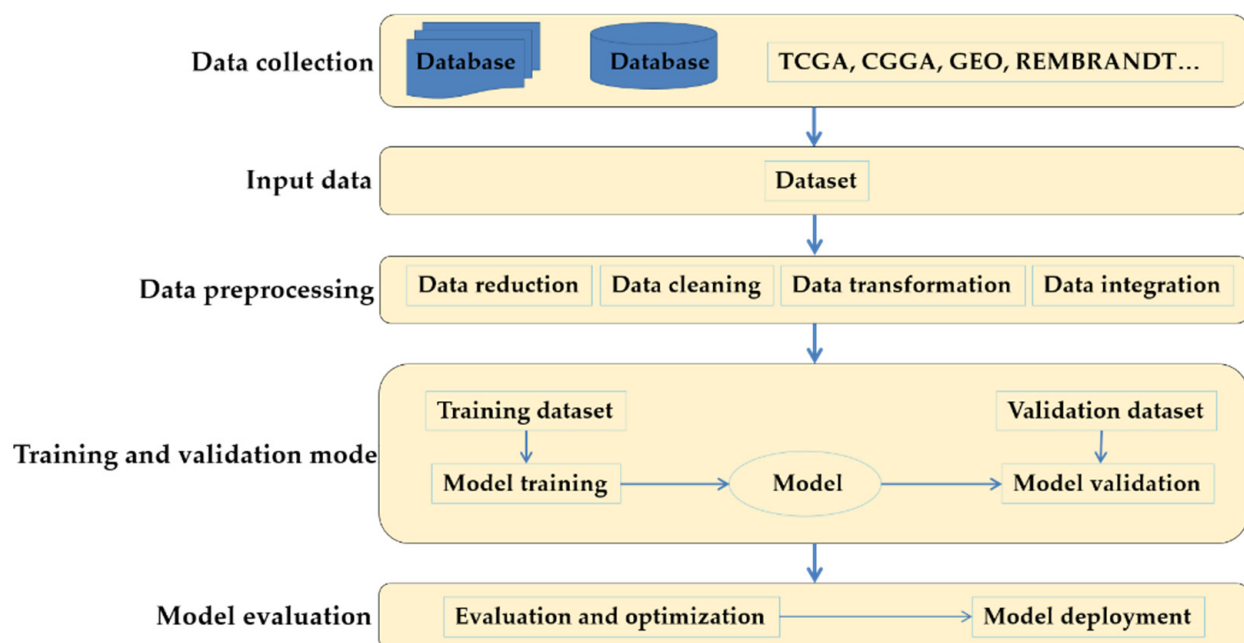 Data collection
Database
Database
TCGA, CGGA, GEO, REMBRANDT…
Input data
Dataset
Data preprocessing
Data reduction
Data cleaning
Data transformation
Data integration
Training dataset
Validation dataset
Training and validation mode
Model training
Model
Model validation
Model evaluation
Evaluation and optimization
Model deployment